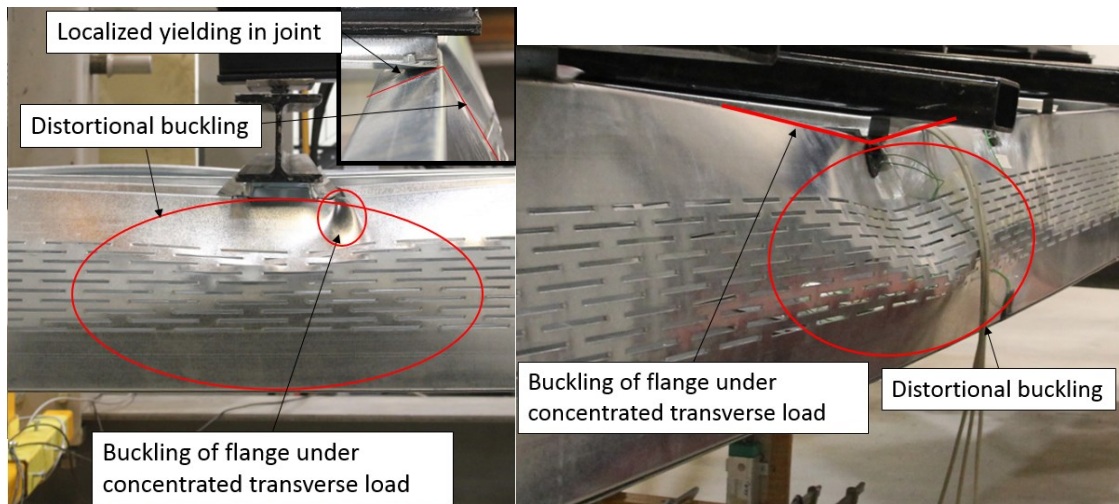 Localized yielding in joint
Distortional buckling
Buckling of flange under
concentrated transverse load
Buckling of flange under
concentrated transverse load
Distortional buckling